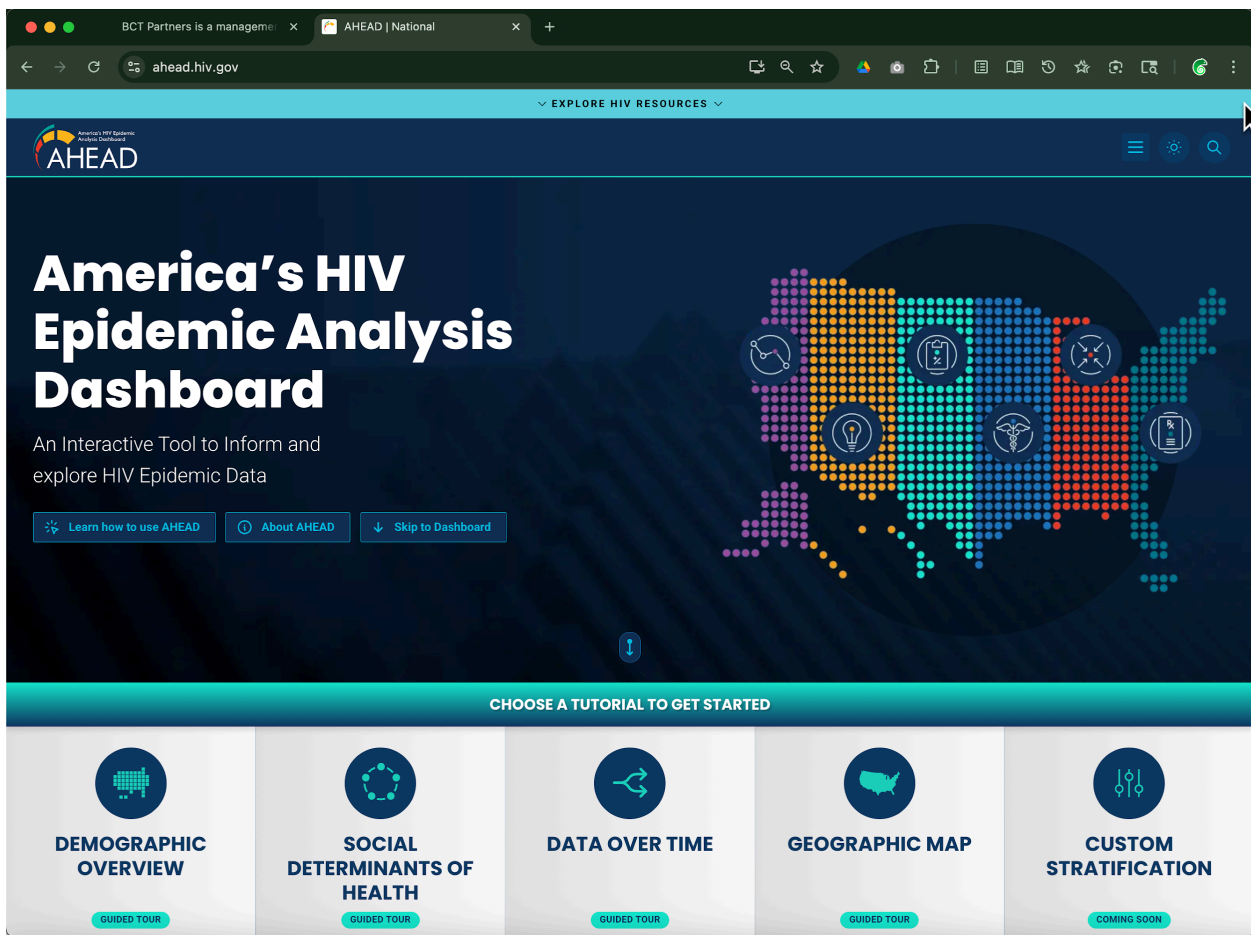 BCT Partners is a manageme
AHEAD | National
ahead.hiv.gov
EXPLORE HIV RESOURCES
America's HIV Epidemic
Analysis Dashboard
AHEAD
America's HIV
Epidemic Analysis
Dashboard
An Interactive Tool to Inform and
explore HIV Epidemic Data
Learn how to use AHEAD
About AHEAD
Skip to Dashboard
CHOOSE A TUTORIAL TO GET STARTED
DEMOGRAPHIC
OVERVIEW
GUIDED TOUR
SOCIAL
DETERMINANTS OF
HEALTH
GUIDED TOUR
DATA OVER TIME
GUIDED TOUR
GEOGRAPHIC MAP
GUIDED TOUR
CUSTOM
STRATIFICATION
COMING SOON